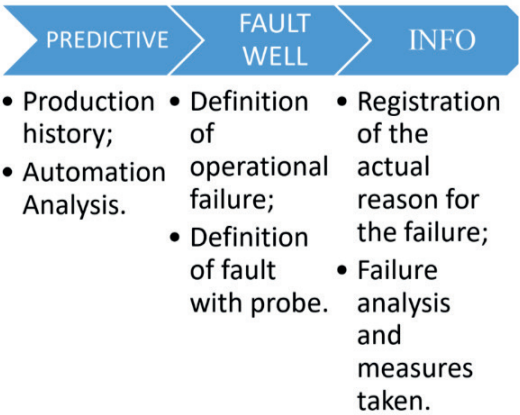 PREDICTIVE
FAULT
WELL
INFO
• Production
history;
• Automation
Analysis.
• Definition
of
operational
failure;
• Definition
of fault
with probe.
• Registration
of the
actual
reason for
the failure;
• Failure
analysis
and
measures
taken.